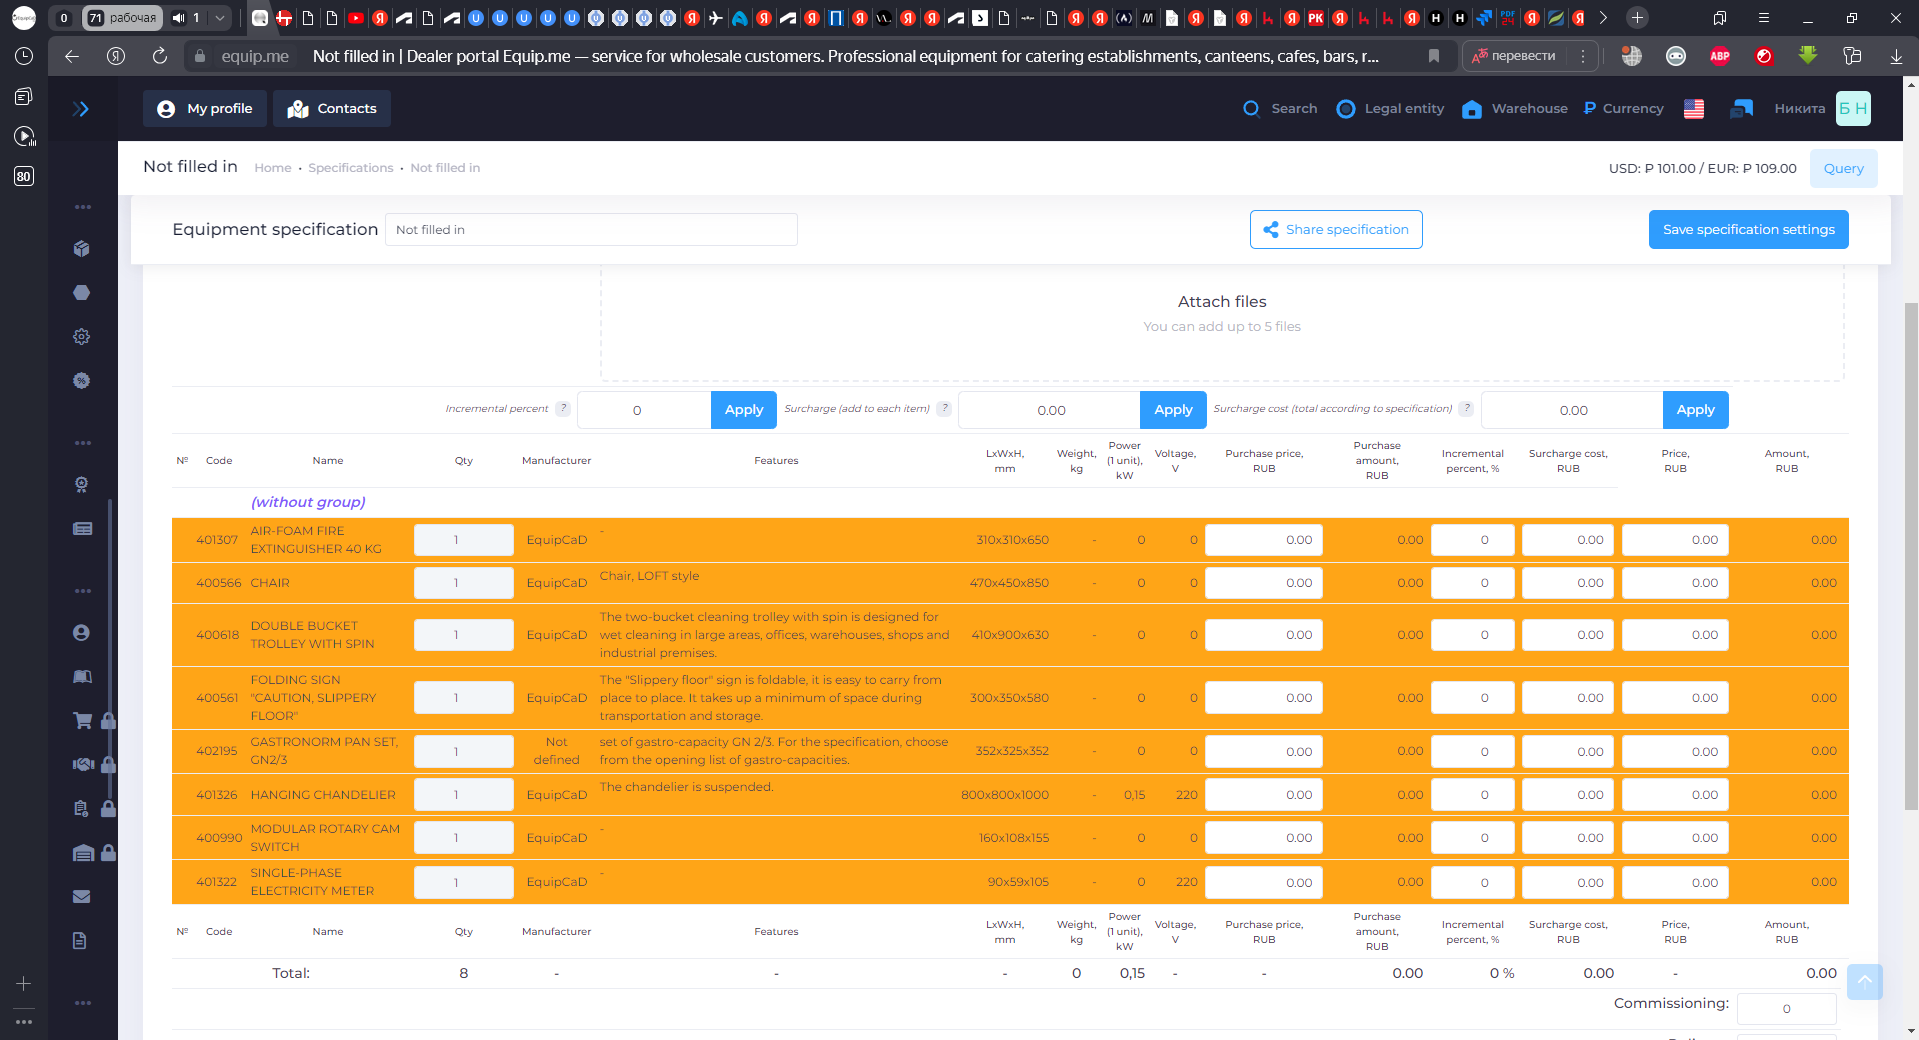 0
71 рабочая
1
equip.me
Not filled in | Dealer portal Equip.me — service for wholesale customers. Professional equipment for catering establishments, canteens, cafes, bars, r...
перевести
ABP
80
My profile
Contacts
Search
Legal entity
Warehouse
₽ Currency
Никита
Б Н
Not filled in
Home • Specifications • Not filled in
USD: P 101.00 / EUR: P 109.00
Query
Equipment specification
Not filled in
Share specification
Save specification settings
Attach files
You can add up to 5 files
Incremental percent ?
0
Apply
Surcharge (add to each item) ?
0.00
Apply
Surcharge cost (total according to specification) ?
0.00
Apply
№ Code Name Qty Manufacturer Features LxWxH, mm Weight, kg Power (1 unit), kW Voltage, V Purchase price, RUB Purchase amount, RUB Incremental percent, % Surcharge cost, RUB Price, RUB Amount, RUB
(without group)
401307 AIR-FOAM FIRE EXTINGUISHER 40 KG 1 EquipCaD - 310x310x650 - 0 0 0.00 0.00 0 0.00 0.00 0.00
400566 CHAIR 1 EquipCaD Chair, LOFT style 470x450x850 - 0 0 0.00 0.00 0 0.00 0.00 0.00
400618 DOUBLE BUCKET TROLLEY WITH SPIN 1 EquipCaD The two-bucket cleaning trolley with spin is designed for wet cleaning in large areas, offices, warehouses, shops and industrial premises. 410x900x630 - 0 0 0.00 0.00 0 0.00 0.00 0.00
400561 FOLDING SIGN "CAUTION, SLIPPERY FLOOR" 1 EquipCaD The "Slippery floor" sign is foldable, it is easy to carry from place to place. It takes up a minimum of space during transportation and storage. 300x350x580 - 0 0 0.00 0.00 0 0.00 0.00 0.00
402195 GASTRONORM PAN SET, GN2/3 1 Not defined set of gastro-capacity GN 2/3. For the specification, choose from the opening list of gastro-capacities. 352x325x352 - 0 0 0.00 0.00 0 0.00 0.00 0.00
401326 HANGING CHANDELIER 1 EquipCaD The chandelier is suspended. 800x800x1000 - 0,15 220 0.00 0.00 0 0.00 0.00 0.00
400990 MODULAR ROTARY CAM SWITCH 1 EquipCaD - 160x108x155 - 0 0 0.00 0.00 0 0.00 0.00 0.00
401322 SINGLE-PHASE ELECTRICITY METER 1 EquipCaD - 90x59x105 - 0 220 0.00 0.00 0 0.00 0.00 0.00
№ Code Name Qty Manufacturer Features LxWxH, mm Weight, kg Power (1 unit), kW Voltage, V Purchase price, RUB Purchase amount, RUB Incremental percent, % Surcharge cost, RUB Price, RUB Amount, RUB
Total: 8 - - - 0 0,15 - - 0.00 0 % 0.00 - 0.00
Commissioning: 0